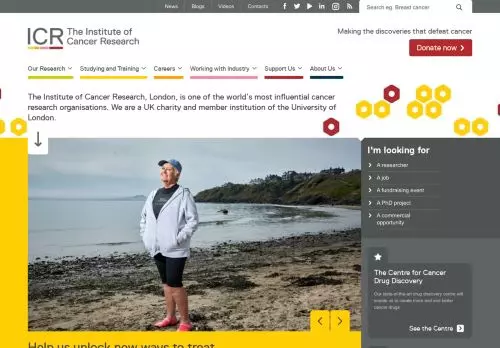 News Blogs Videos Contact us
Search eg. Breast cancer
ICR The Institute of
Cancer Research
Making the discoveries that defeat cancer
Donate now
Our Research
Studying and Training
Careers
Working with Industry
Support Us
About Us
The Institute of Cancer Research, London, is one of the world's most influential cancer
research organisations. We are a UK charity and member institution of the University of
London.
I'm looking for
A researcher
A job
A fundraising event
A PhD project
A commercial
opportunity
The Centre for Cancer
Drug Discovery
Our state-of-the-art drug discovery centre will
enable us to create more and and better
cancer drugs
See the Centre
Help us unlock new ways to treat